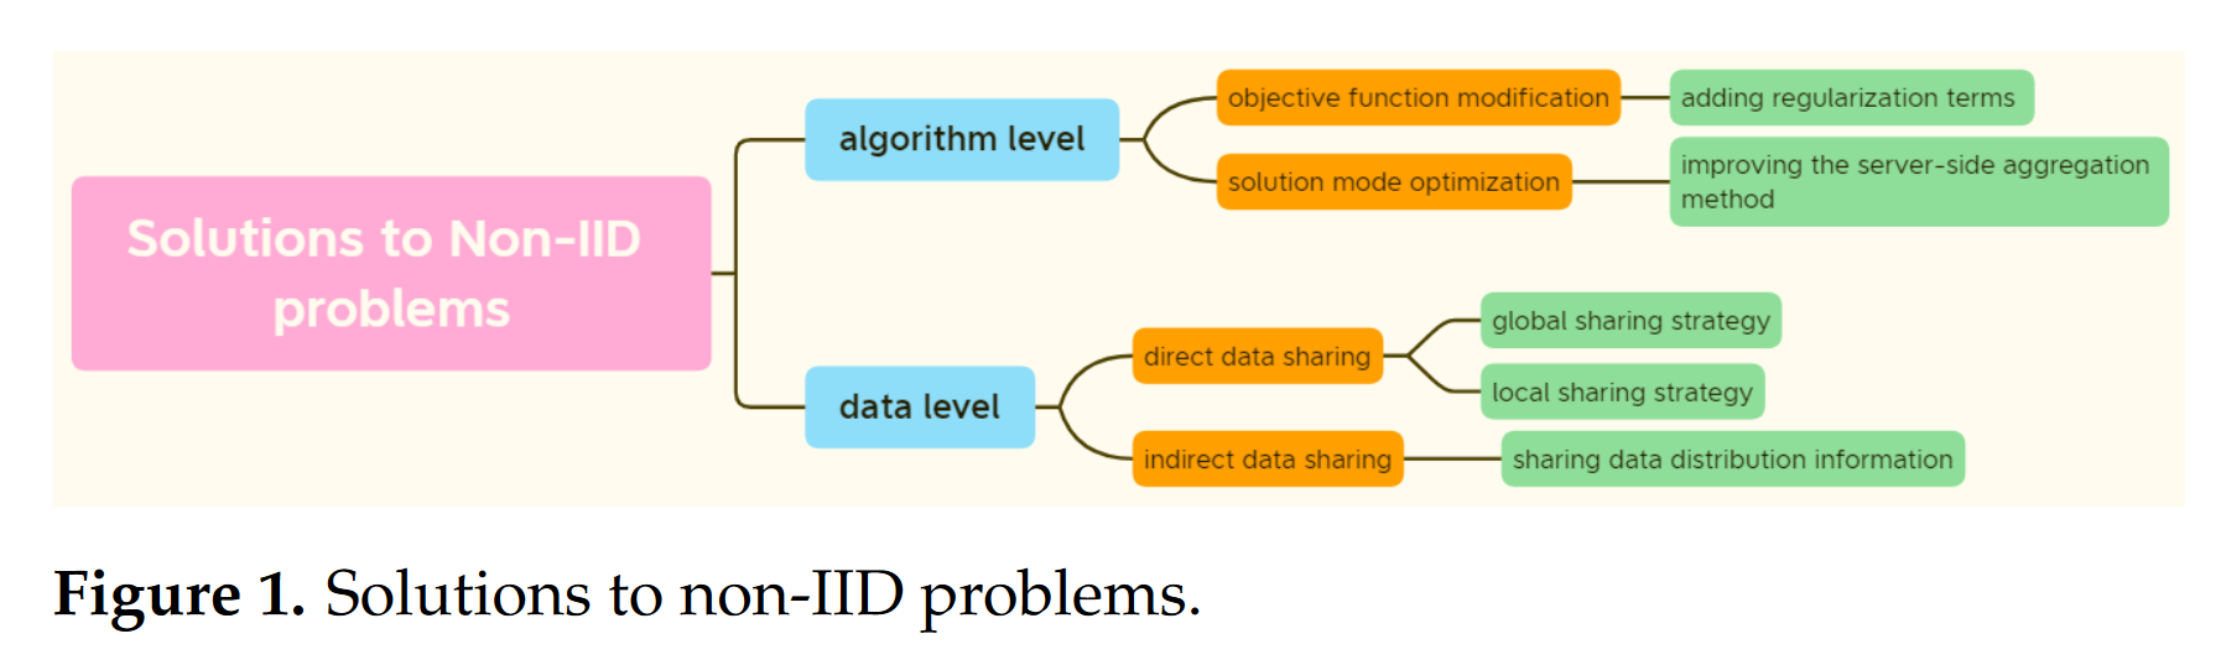 Solutions to Non-IID
problems
algorithm level
objective function modification
adding regularization terms
solution mode optimization
improving the server-side aggregation
method
data level
direct data sharing
global sharing strategy
local sharing strategy
indirect data sharing
sharing data distribution information
Figure 1. Solutions to non-IID problems.